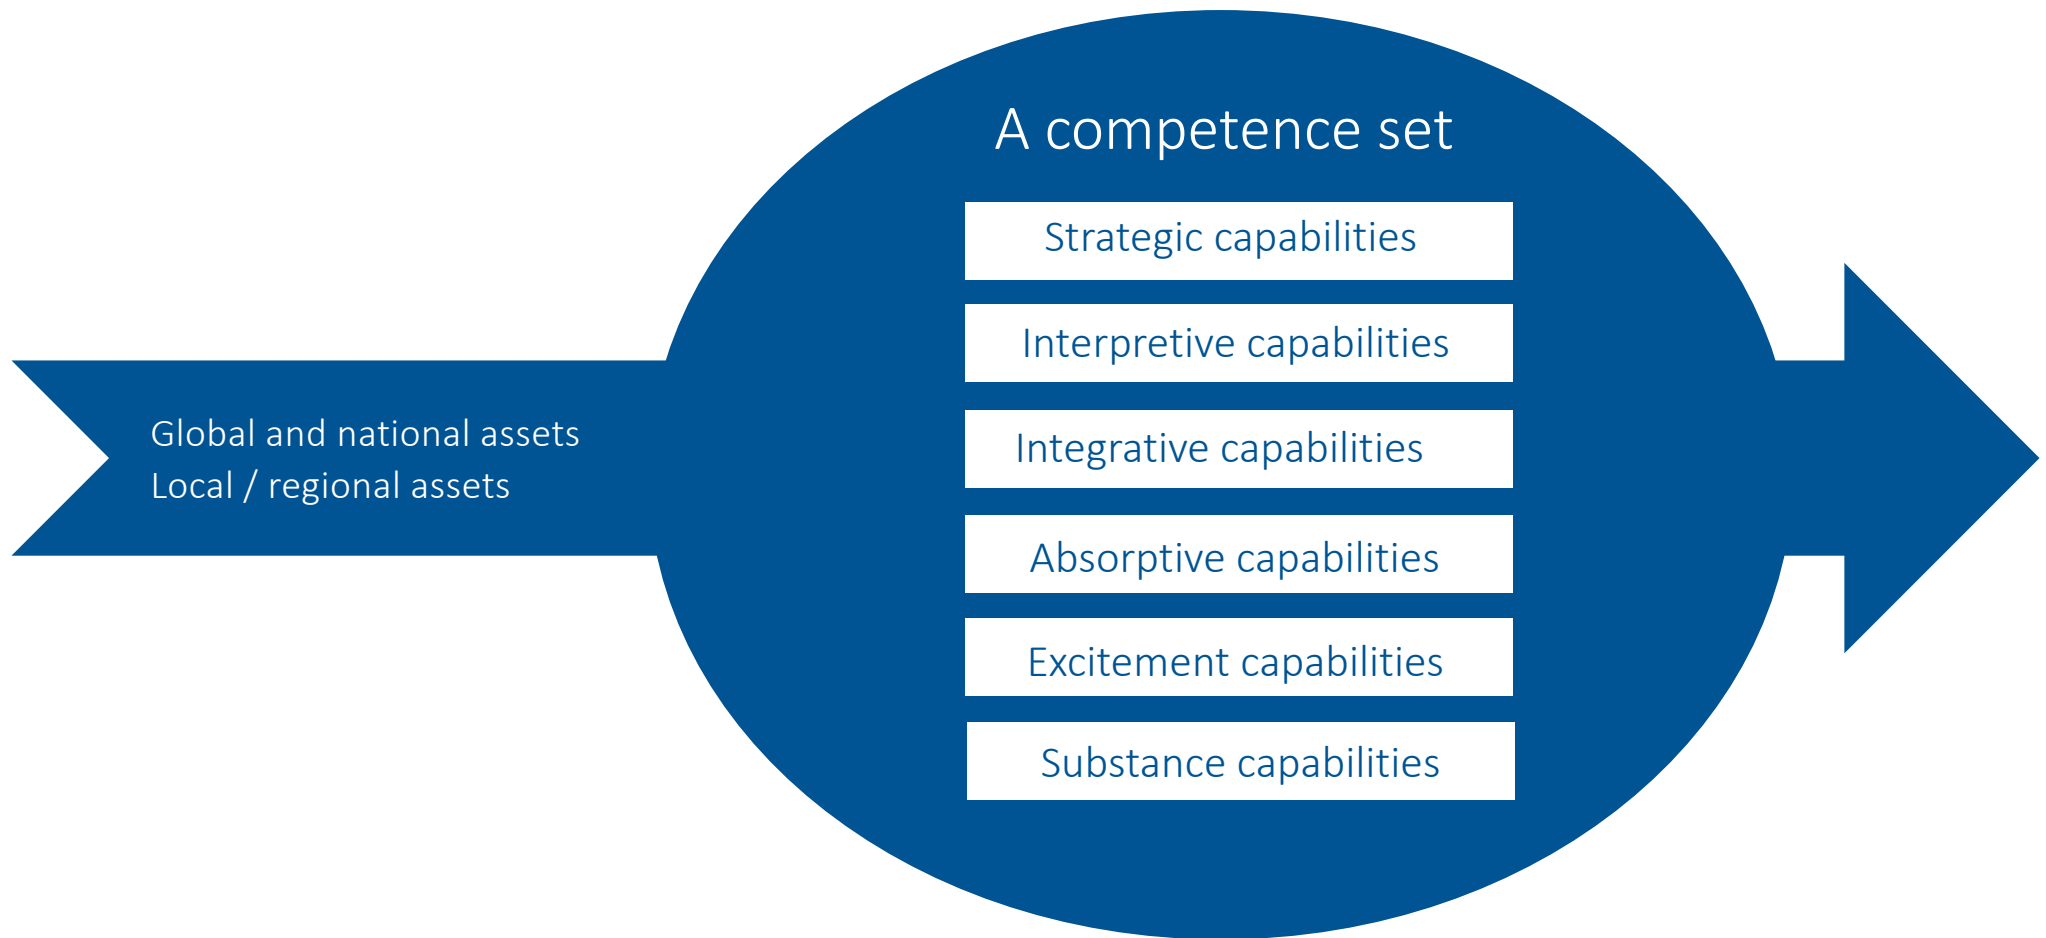 A competence set
Strategic capabilities
Interpretive capabilities
Global and national assets
Integrative capabilities
Local / regional assets
Absorptive capabilities
Excitement capabilities
Substance capabilities